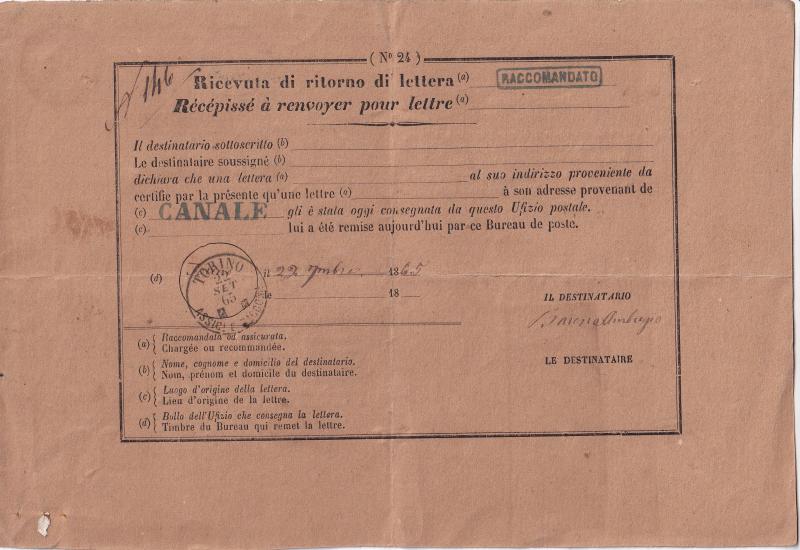 ( Nº 24 )
146
Ricevuta di ritorno di lettera (a) RACCOMANDATO
Récépissé à renvoyer pour lettre (a)
Il destinatario sottoscritto (b)
Le destinataire soussigné (b)
dichiara che una lettera (a) al suo indirizzo proveniente da
certifie par la présente qu'une lettre (a) à son adresse provenant de
(c) CANALE gli è stata oggi consegnata da questo Ufizio postale.
(c) lui a été remise aujourd'hui par ce Bureau de poste.
(d)
TORINO
22
SET
65
il 22 7mbre 1865
le 18
IL DESTINATARIO
LE DESTINATAIRE
(a) Raccomandata od assicurata.
Chargée ou recommandée.
(b) Nome, cognome e domicilio del destinatario.
Nom, prénom et domicile du destinataire.
(c) Luogo d'origine della lettera.
Lieu d'origine de la lettre.
(d) Bollo dell'Ufizio che consegna la lettera.
Timbre du Bureau qui remet la lettre.